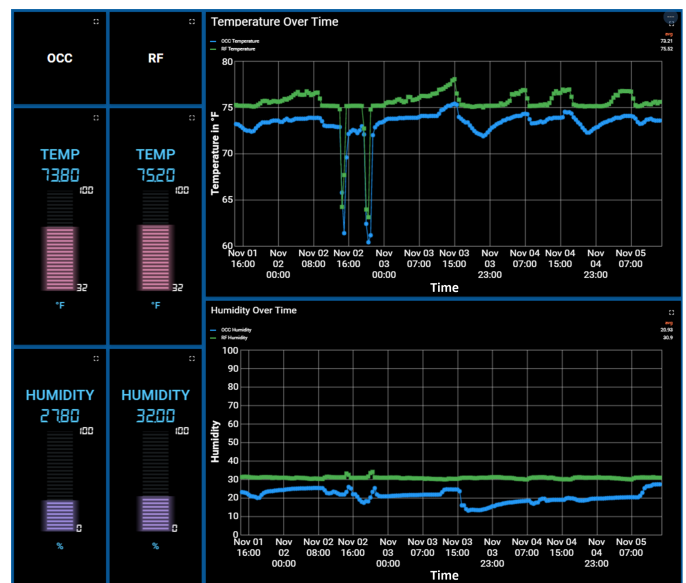 OCC
RF
TEMP
73.80
100
32
°F
TEMP
75.20
100
32
°F
HUMIDITY
27.80
100
0
%
HUMIDITY
32.00
100
0
%
Temperature Over Time
avg
OCC Temperature 73.21
RF Temperature 75.52
80
75
70
65
60
Temperature in °F
Nov 01 16:00
Nov 02 00:00
Nov 02 08:00
Nov 02 16:00
Nov 03 00:00
Nov 03 07:00
Nov 03 15:00
Nov 03 23:00
Nov 04 07:00
Nov 04 15:00
Nov 04 23:00
Nov 05 07:00
Time
Humidity Over Time
avg
OCC Humidity 20.93
RF Humidity 30.9
100
90
80
70
60
50
40
30
20
10
0
Humidity
Nov 01 16:00
Nov 02 00:00
Nov 02 08:00
Nov 02 16:00
Nov 03 00:00
Nov 03 07:00
Nov 03 15:00
Nov 03 23:00
Nov 04 07:00
Nov 04 15:00
Nov 04 23:00
Nov 05 07:00
Time